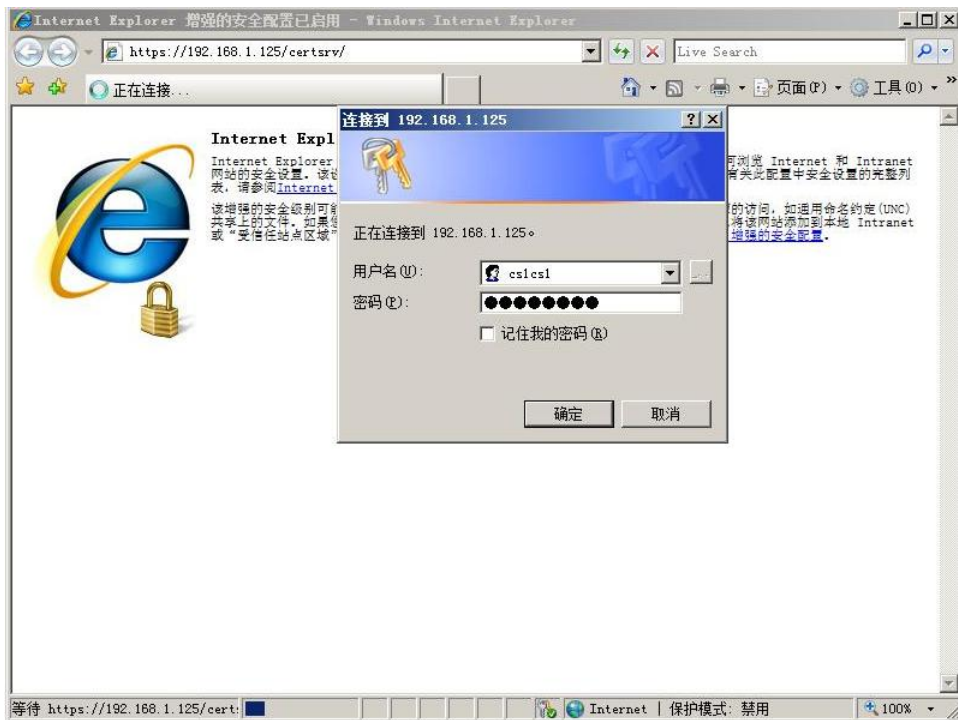 Internet Explorer 增强的安全配置已启用 - Windows Internet Explorer
https://192.168.1.125/certsrv/
Live Search
正在连接...
页面(P)
工具(O)
»
连接到 192.168.1.125
Internet Expl
Internet Explorer
可浏览 Internet 和 Intranet
网站的安全设置。该
有关此配置中安全设置的完整列
表，请参阅Internet
该增强的安全级别可
的访问，如通用命名约定(UNC)
共享上的文件。如果
将该网站添加到本地 Intranet
或“受信任站点区域”
增强的安全配置。
正在连接到 192.168.1.125。
用户名(U):
cs1cs1
...
密码(P):
●●●●●●●●
记住我的密码(R)
确定
取消
等待 https://192.168.1.125/cert:
Internet | 保护模式: 禁用
100%